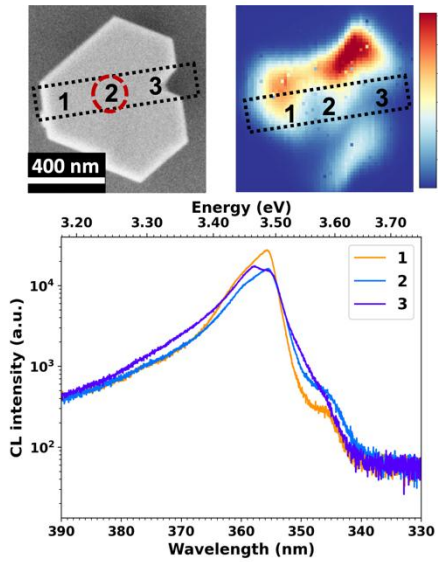 1 2 3
400 nm
1 2 3
Energy (eV)
3.20 3.30 3.40 3.50 3.60 3.70
CL intensity (a.u.)
10⁴
10³
10²
1
2
3
390 380 370 360 350 340 330
Wavelength (nm)